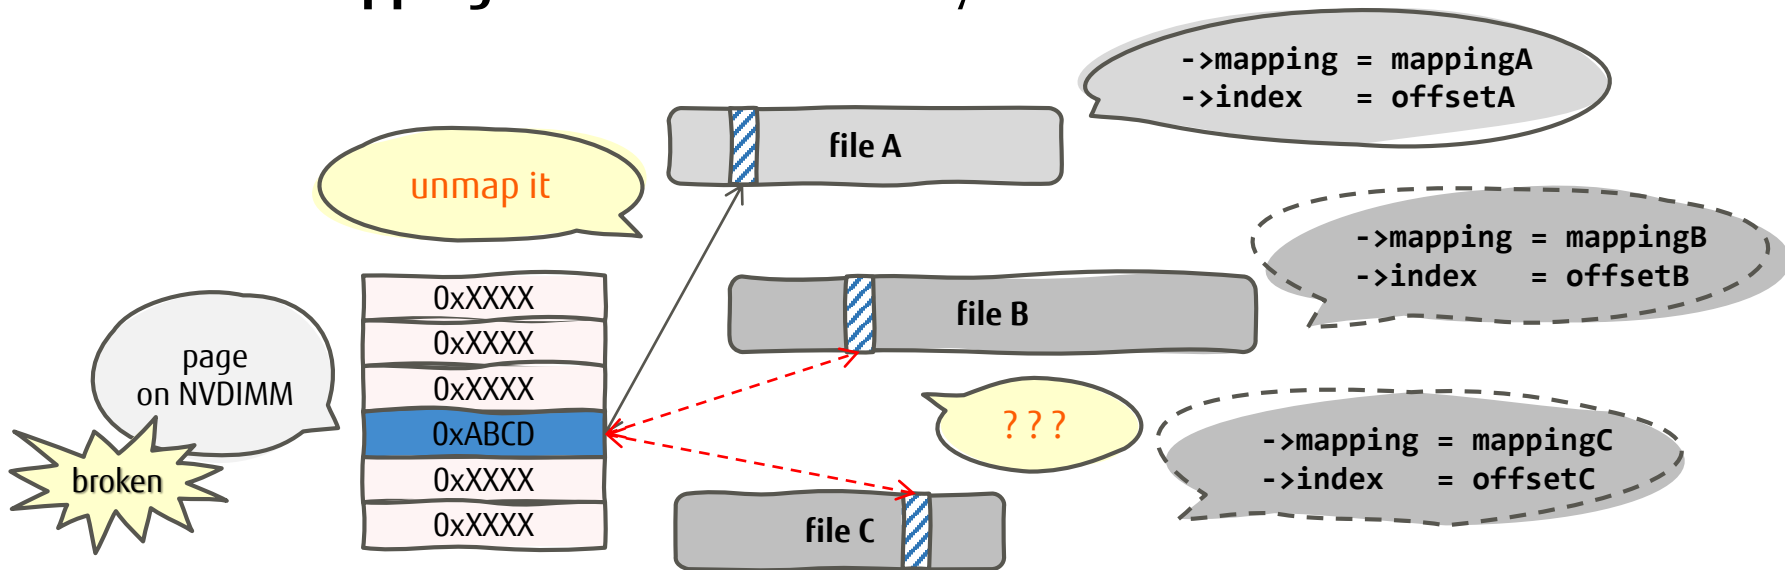 ->mapping = mappingA
->index = offsetA
file A
unmap it
->mapping = mappingB
->index = offsetB
0xXXXX
file B
0xXXXX
page
on NVDIMM
0xXXXX
???
0xABCD
->mapping = mappingC
->index = offsetC
broken
0xXXXX
0xXXXX
file C